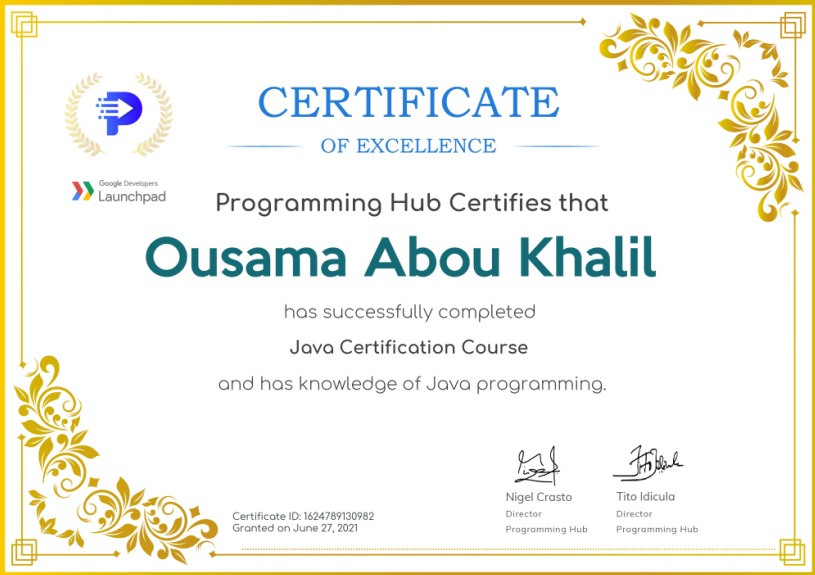 CERTIFICATE
OF EXCELLENCE
Google Developers
Launchpad
Programming Hub Certifies that
Ousama Abou Khalil
has successfully completed
Java Certification Course
and has knowledge of Java programming.
Nigel Crasto
Director
Programming Hub
Tito Idicula
Director
Programming Hub
Certificate ID: 1624789130982
Granted on June 27, 2021